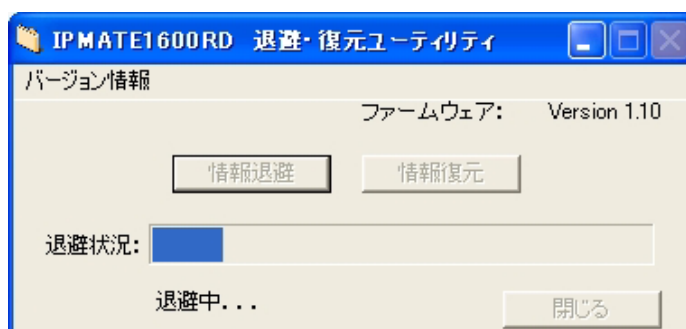 IPMATE1600RD 退避・復元ユーティリティ
バージョン情報
ファームウェア: Version 1.10
情報退避 情報復元
退避状況:
退避中...
閉じる